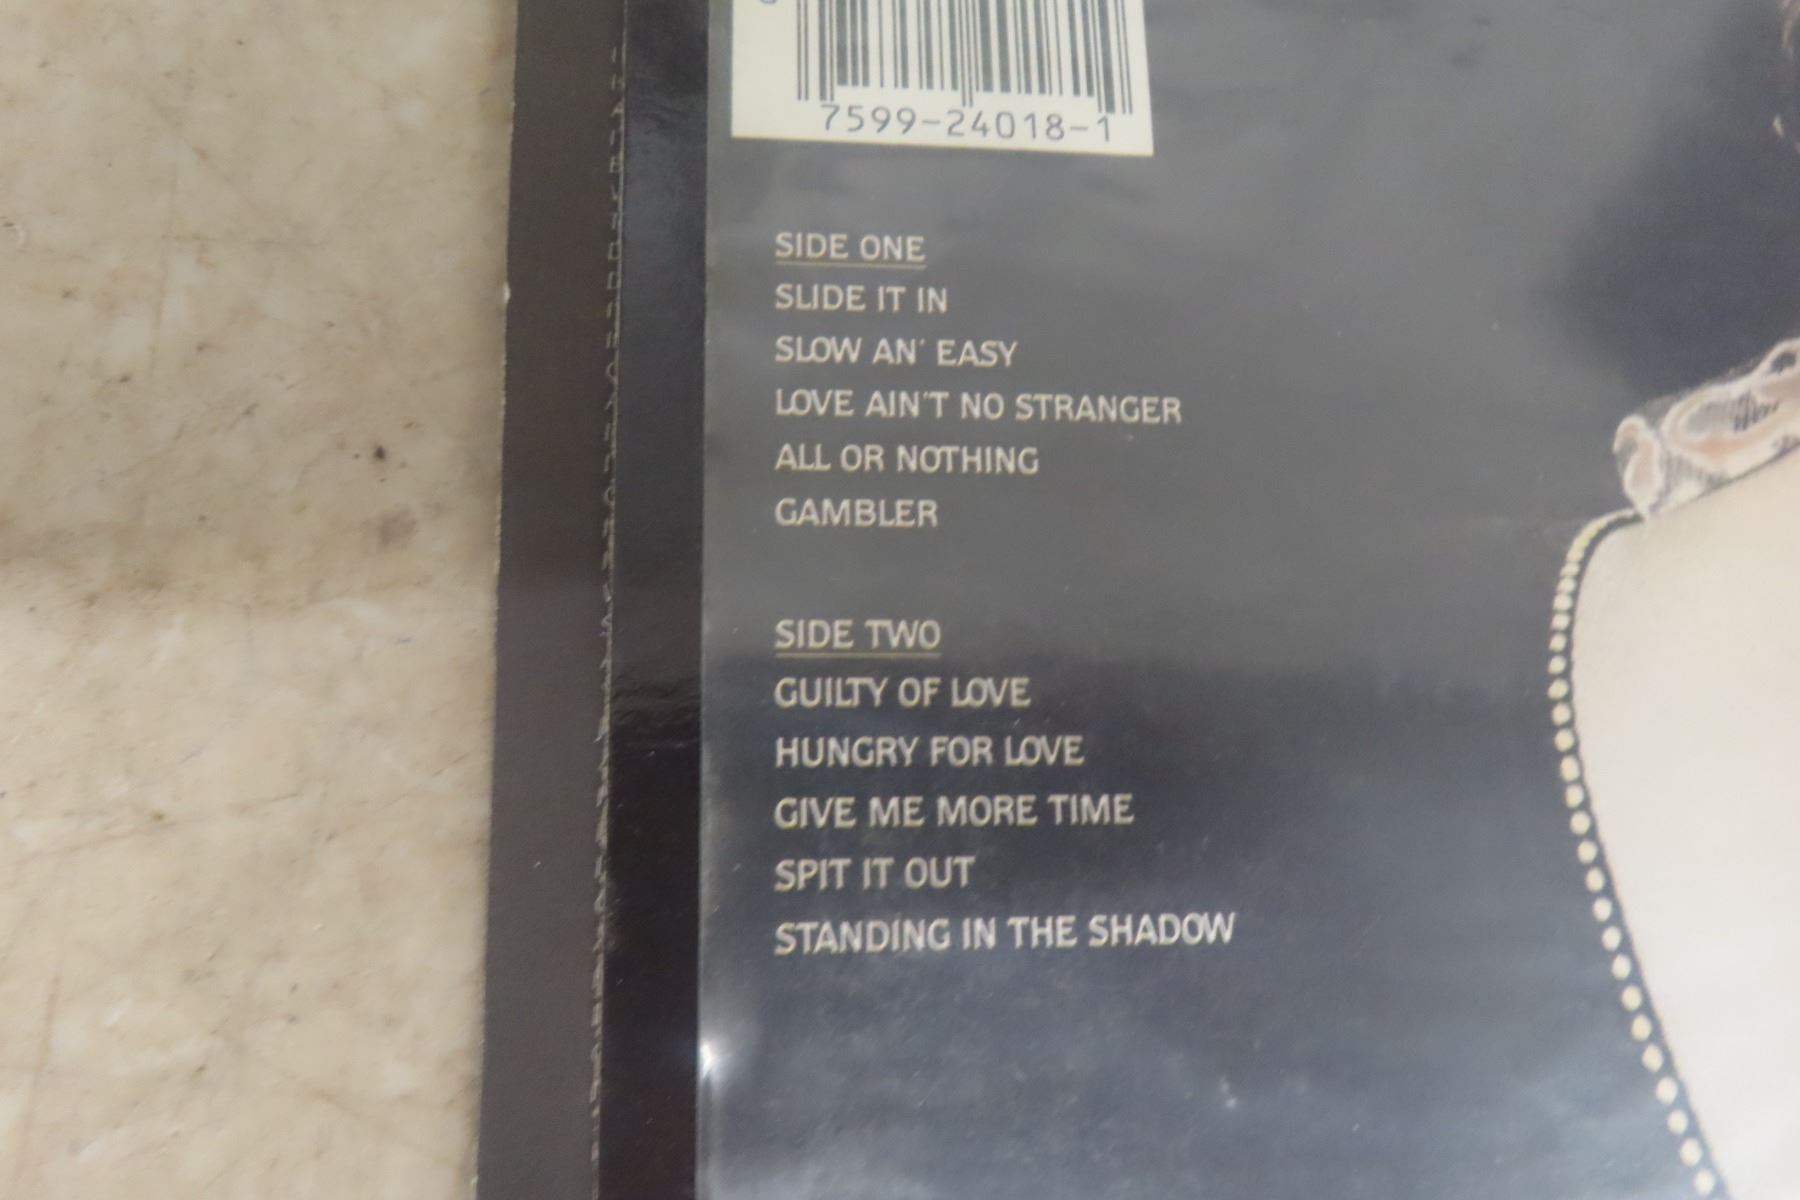 7599-24018-1
SIDE ONE
SLIDE IT IN
SLOW AN' EASY
LOVE AIN'T NO STRANGER
ALL OR NOTHING
GAMBLER
SIDE TWO
GUILTY OF LOVE
HUNGRY FOR LOVE
GIVE ME MORE TIME
SPIT IT OUT
STANDING IN THE SHADOW